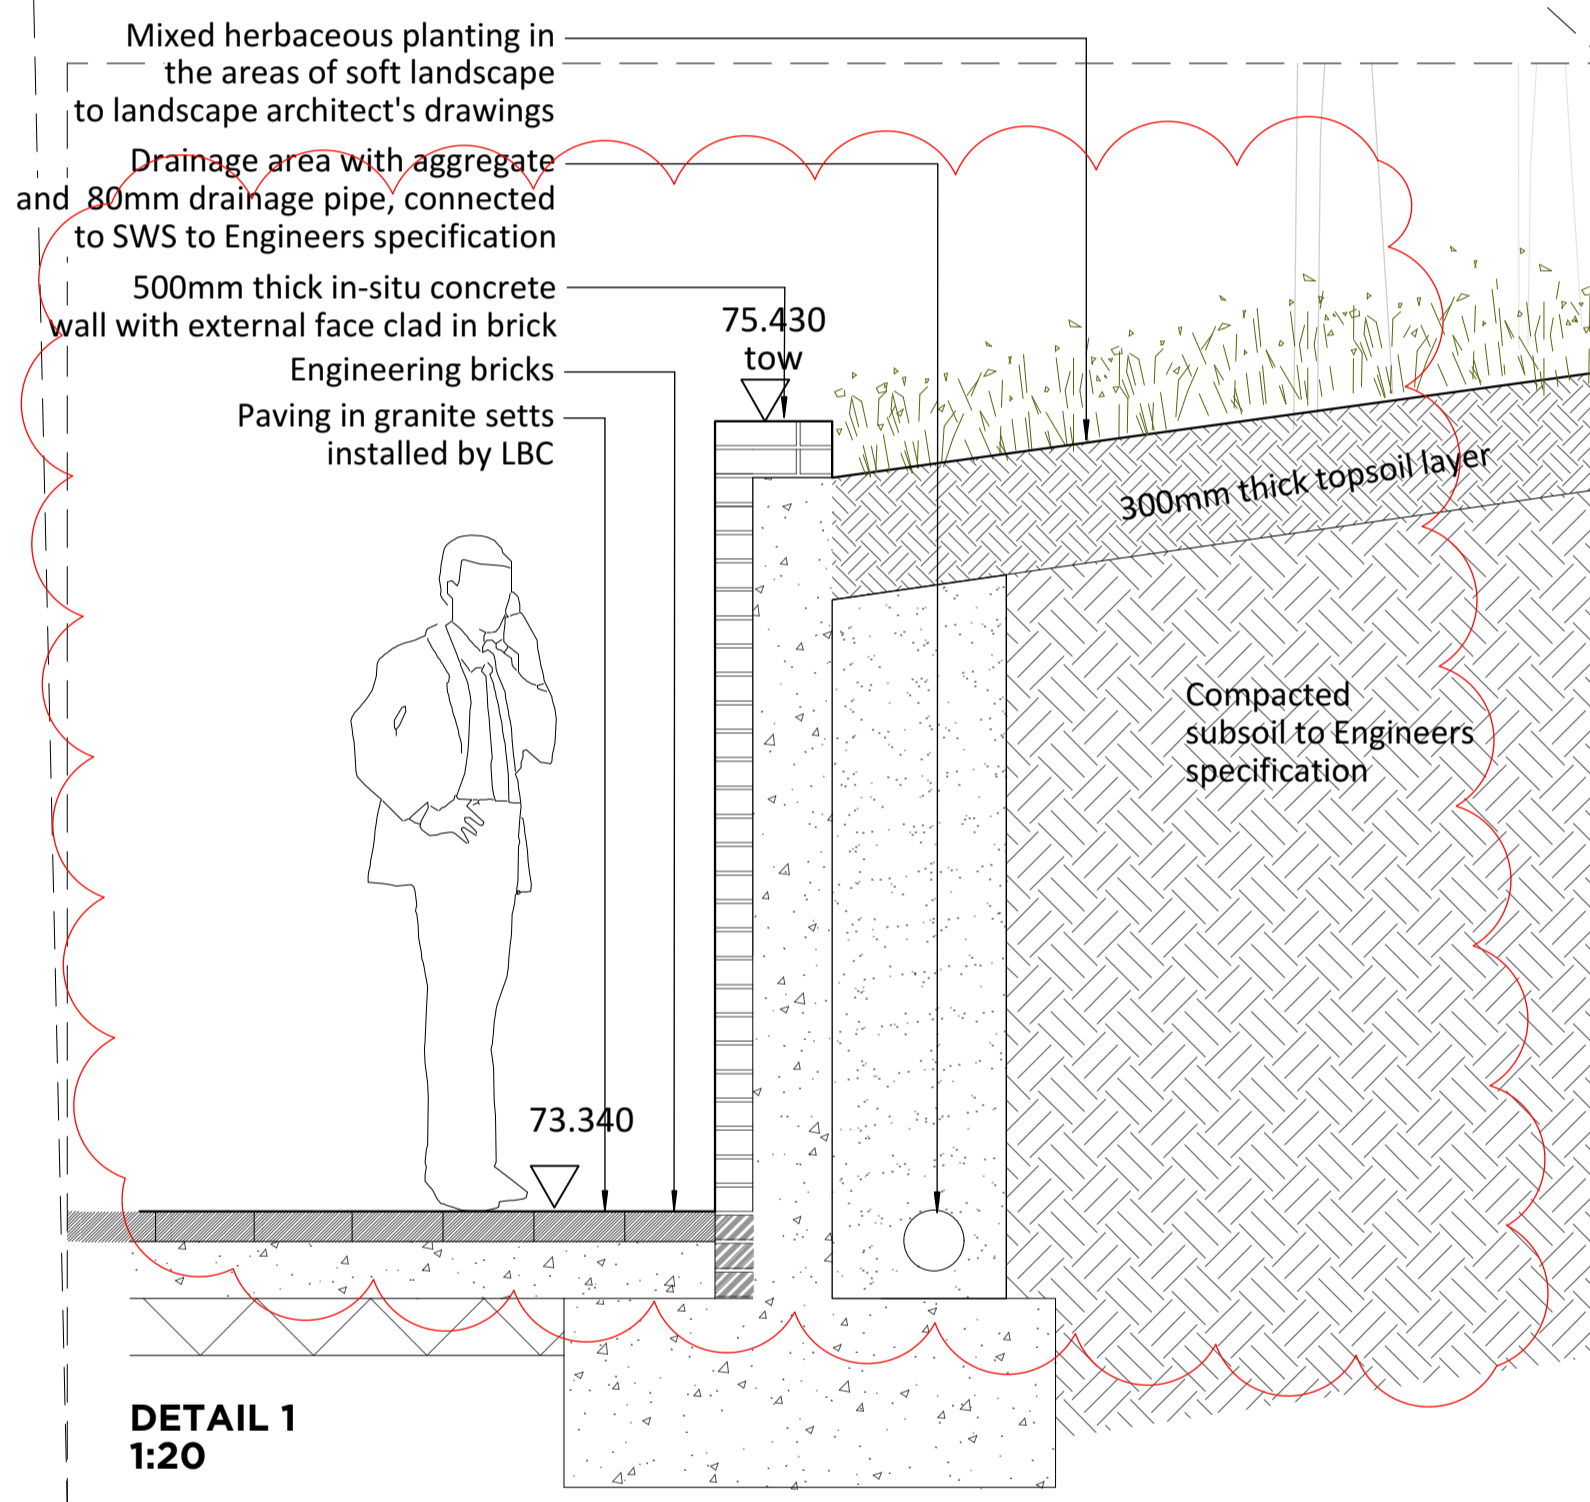 Mixed herbaceous planting in
the areas of soft landscape
to landscape architect's drawings
Drainage area with aggregate
and 80mm drainage pipe, connected
to SWS to Engineers specification
500mm thick in-situ concrete
wall with external face clad in brick
Engineering bricks
Paving in granite setts
installed by LBC
75.430
tow
300mm thick topsoil layer
Compacted
subsoil to Engineers
specification
73.340
DETAIL 1
1:20